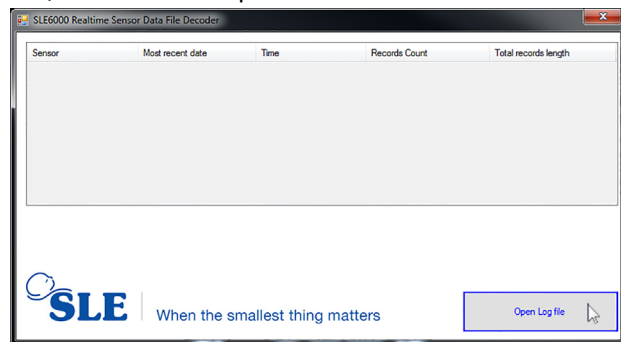 SLE6000 Realtime Sensor Data File Decoder
Sensor Most recent date Time Records Count Total records length
SLE When the smallest thing matters
Open Log file